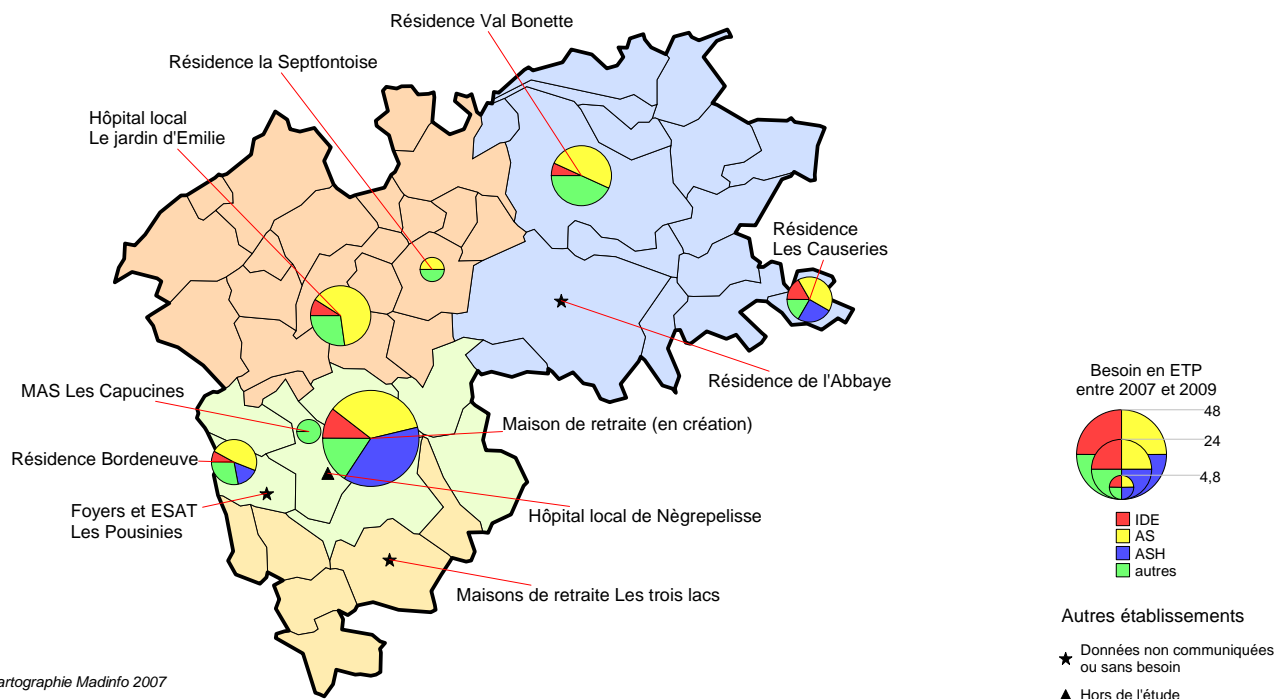 Résidence Val Bonette
Résidence la Septfontoise
Hôpital local
Le jardin d'Emilie
Résidence
Les Causeries
Résidence de l'Abbaye
MAS Les Capucines
Maison de retraite (en création)
Résidence Bordeneuve
Foyers et ESAT
Les Pousinies
Hôpital local de Nègrepelisse
Maisons de retraite Les trois lacs
Besoin en ETP
entre 2007 et 2009
48
24
4,8
IDE
AS
ASH
autres
Autres établissements
Données non communiquées
ou sans besoin
Hors de l'étude
artographie Madinfo 2007